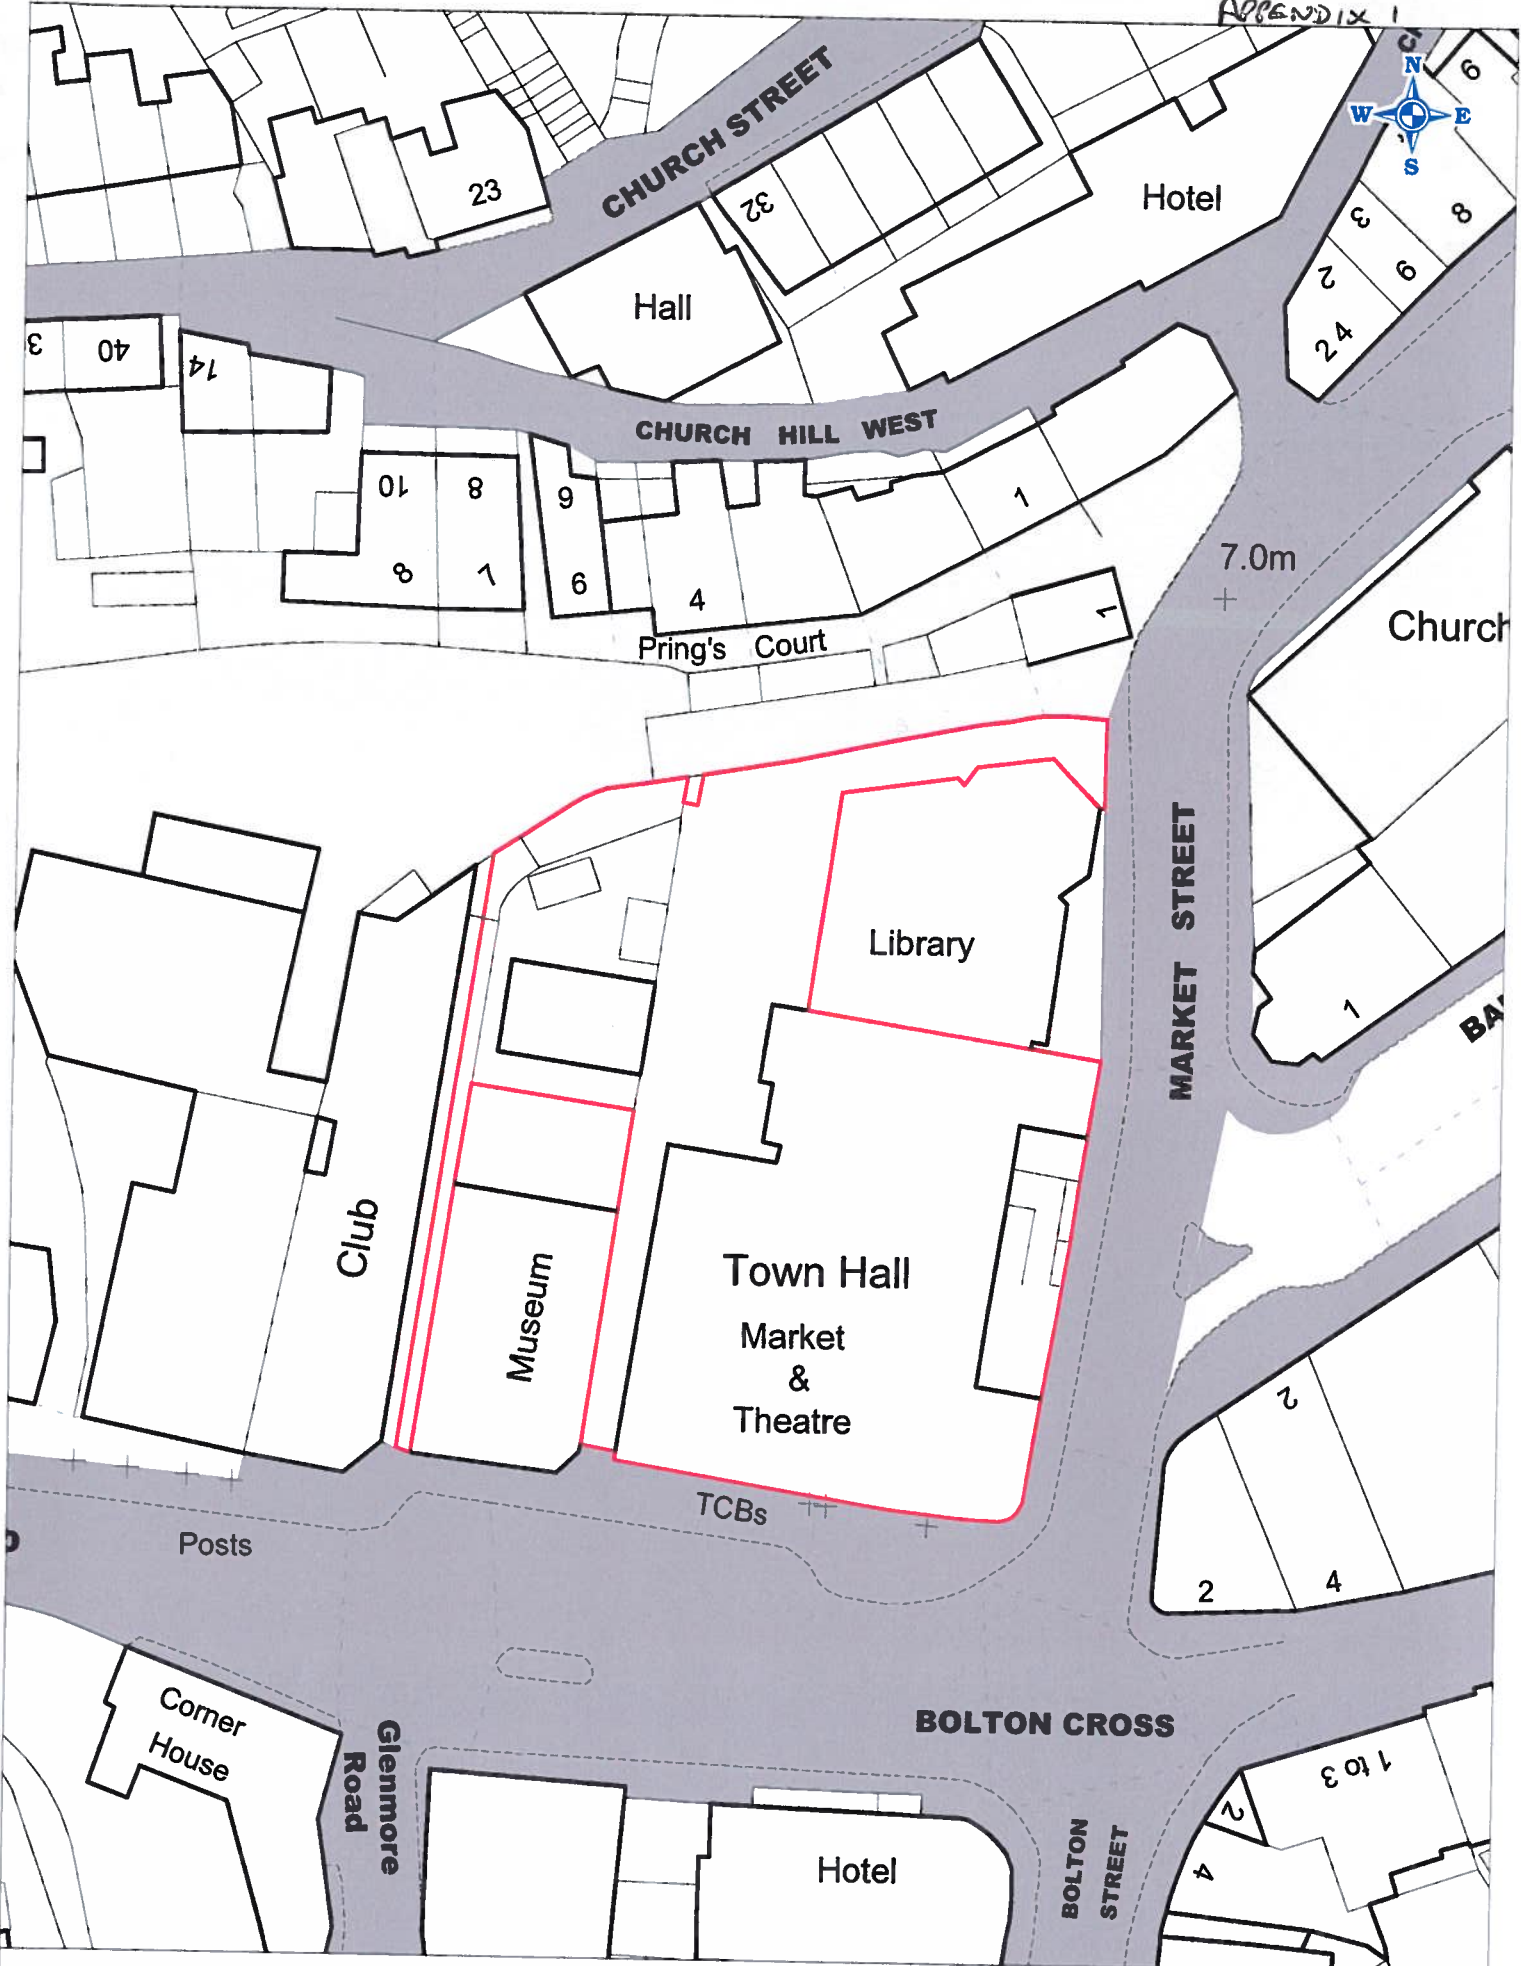 APPENDIX 1
N
W E
S
CHURCH STREET
23
32
Hotel
6
3
8
2
6
24
Hall
40
14
CHURCH HILL WEST
10
8
9
1
8
7
6
4
7.0m
Pring's Court
1
Church
MARKET STREET
Library
1
Club
Museum
Town Hall
Market
&
Theatre
2
TCBs
Posts
2
4
Corner
House
Glenmore
Road
BOLTON CROSS
1 to 3
2
Hotel
BOLTON
STREET
4